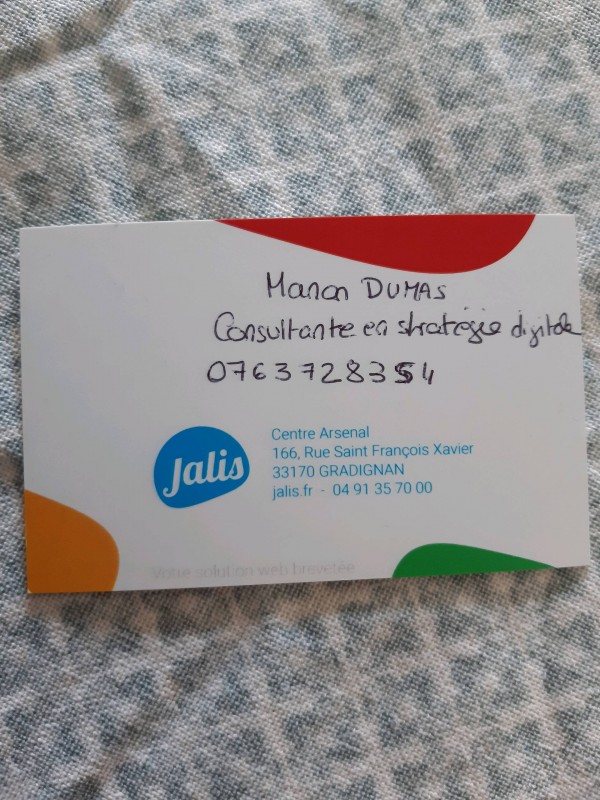 Manon DUMAS
Consultante en stratégie digitale
0763728354
Jalis
Centre Arsenal
166, Rue Saint François Xavier
33170 GRADIGNAN
jalis.fr - 04 91 35 70 00
Votre solution web brevetée